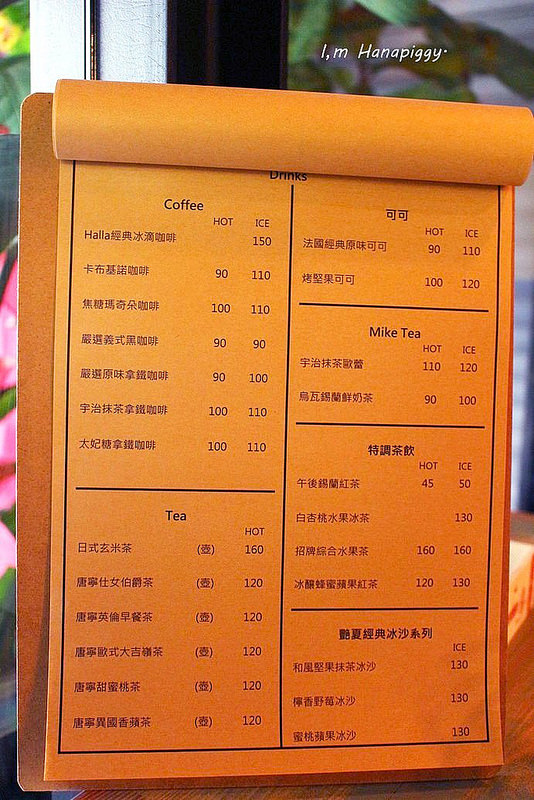 I,m Hanapiggy.
Drinks
Coffee
HOT ICE
Halla經典冰滴咖啡 150
卡布基諾咖啡 90 110
焦糖瑪奇朵咖啡 100 110
嚴選義式黑咖啡 90 90
嚴選原味拿鐵咖啡 90 100
宇治抹茶拿鐵咖啡 100 110
太妃糖拿鐵咖啡 100 110
Tea
HOT
日式玄米茶 (壺) 160
唐寧仕女伯爵茶 (壺) 120
唐寧英倫早餐茶 (壺) 120
唐寧歐式大吉嶺茶 (壺) 120
唐寧甜蜜桃茶 (壺) 120
唐寧異國香蘋茶 (壺) 120
可可
HOT ICE
法國經典原味可可 90 110
烤堅果可可 100 120
Mike Tea
HOT ICE
宇治抹茶歐蕾 110 120
烏瓦錫蘭鮮奶茶 90 100
特調茶飲
HOT ICE
午後錫蘭紅茶 45 50
白杏桃水果冰茶 130
招牌綜合水果茶 160 160
冰釀蜂蜜蘋果紅茶 120 130
艷夏經典冰沙系列
ICE
和風堅果抹茶冰沙 130
檸香野莓冰沙 130
蜜桃蘋果冰沙 130